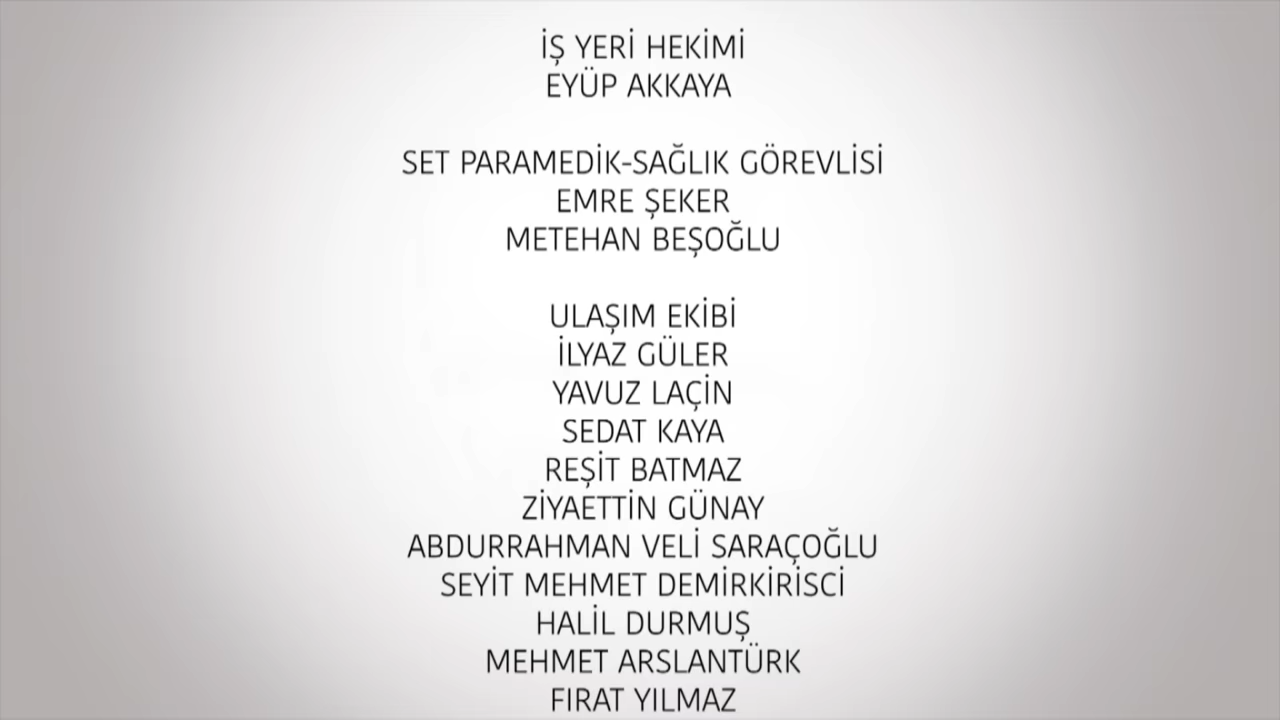 İŞ YERİ HEKİMİ
EYÜP AKKAYA
SET PARAMEDİK-SAĞLIK GÖREVLİSİ
EMRE ŞEKER
METEHAN BEŞOĞLU
ULAŞIM EKİBİ
İLYAZ GÜLER
YAVUZ LAÇİN
SEDAT KAYA
REŞİT BATMAZ
ZİYAETTİN GÜNAY
ABDURRAHMAN VELİ SARAÇOĞLU
SEYİT MEHMET DEMİRKİRİSCİ
HALİL DURMUŞ
MEHMET ARSLANTÜRK
FIRAT YILMAZ